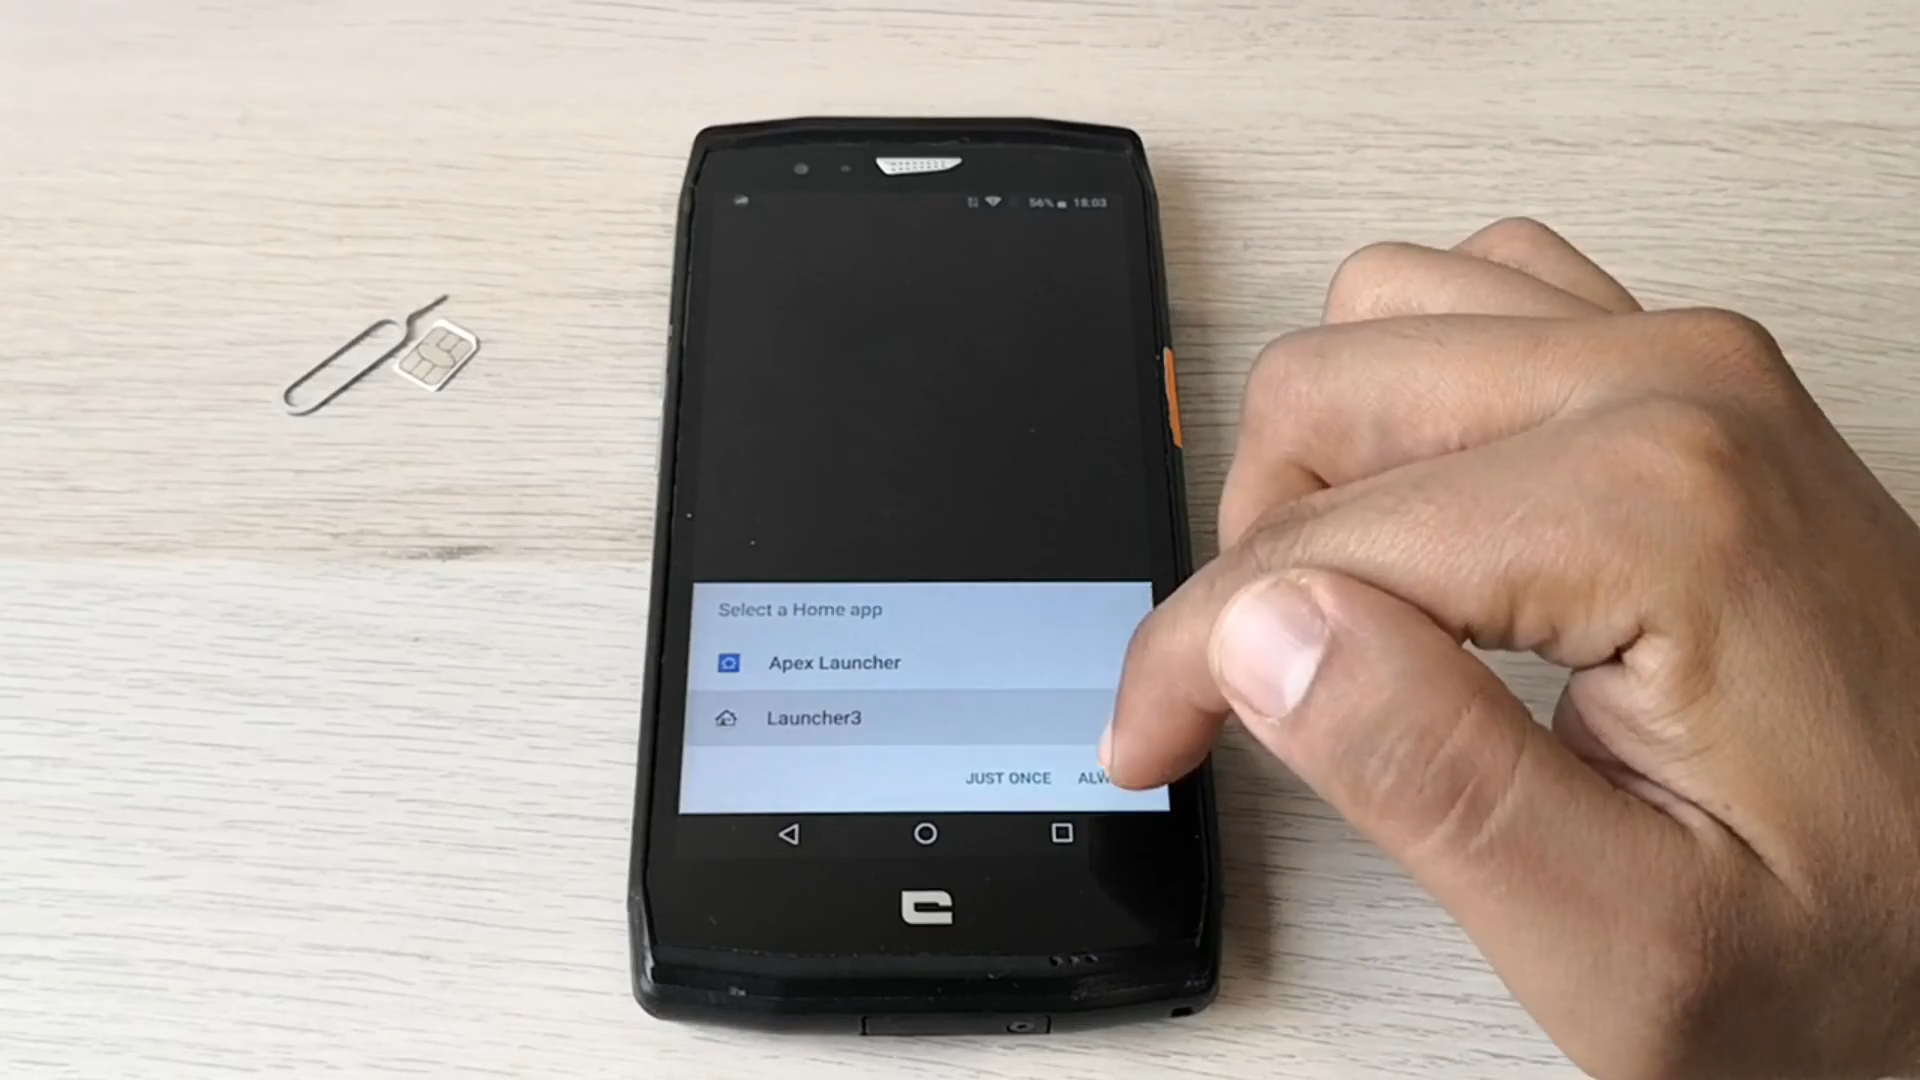 56% 18:03
Select a Home app
Apex Launcher
Launcher3
JUST ONCE ALW